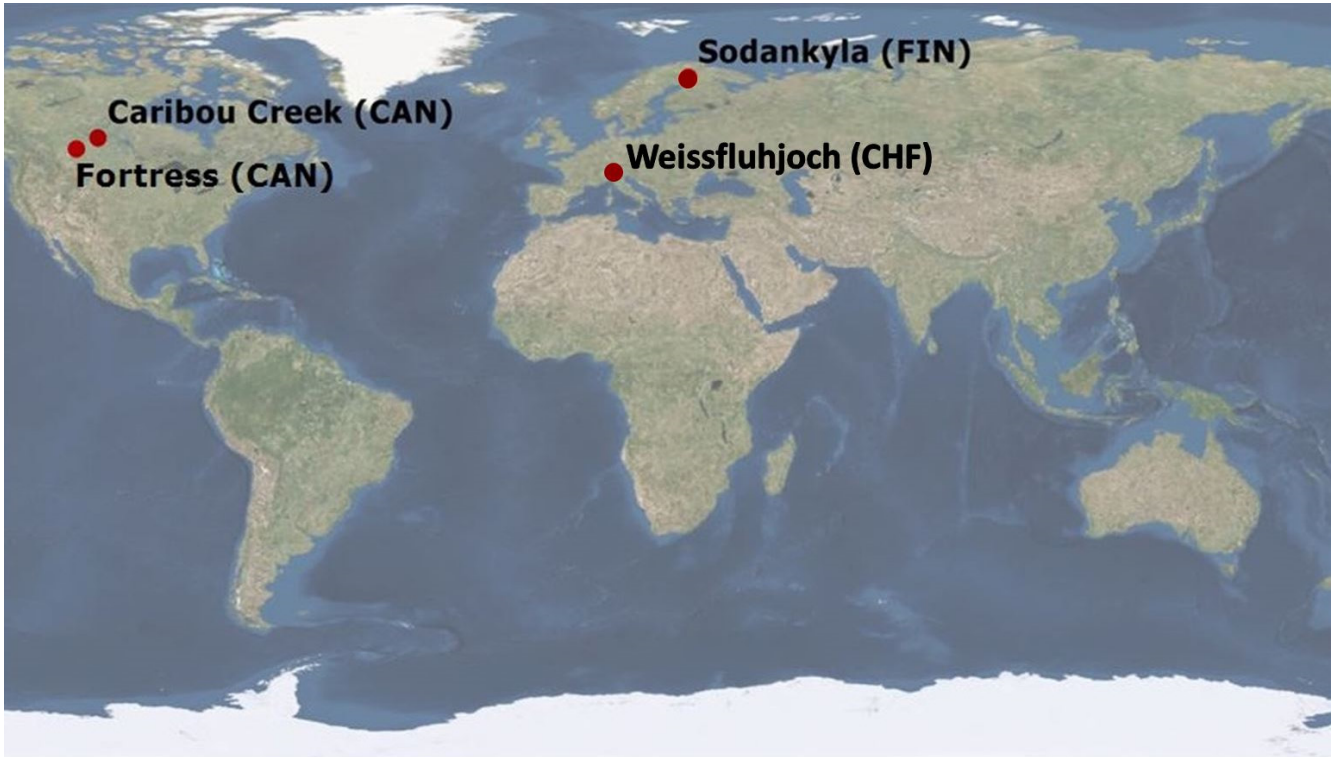 Sodankyla (FIN)
Caribou Creek (CAN)
Weissfluhjoch (CHF)
Fortress (CAN)